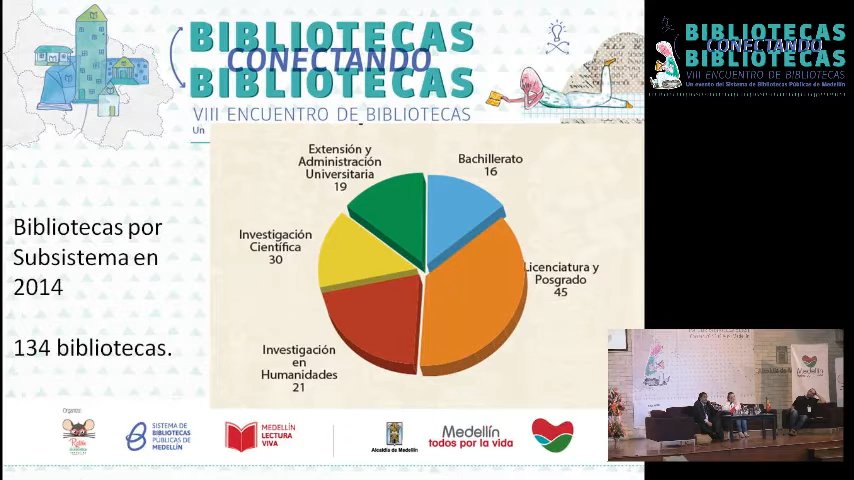 BIBLIOTECAS
CONECTANDO
BIBLIOTECAS
VIII ENCUENTRO DE BIBLIOTECAS
Un
Bibliotecas por
Subsistema en
2014
134 bibliotecas.
Extensión y
Administración
Universitaria
19
Bachillerato
16
Investigación
Científica
30
Licenciatura y
Posgrado
45
Investigación
en
Humanidades
21
Organiza:
SISTEMA DE
BIBLIOTECAS
PÚBLICAS DE
MEDELLÍN
MEDELLÍN
LECTURA
VIVA
Alcaldía de Medellín
Medellín
todos por la vida
BIBLIOTECAS
CONECTANDO
BIBLIOTECAS
VIII ENCUENTRO DE BIBLIOTECAS
Un evento del Sistema de Bibliotecas Públicas de Medellín
Medellín